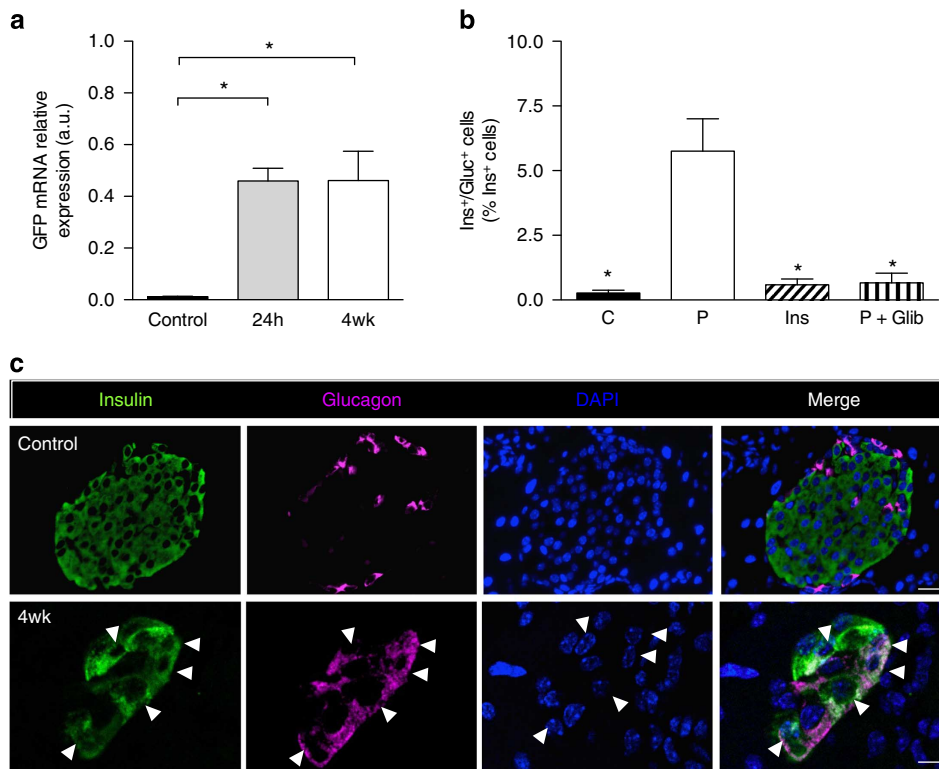 a
GFP mRNA relative
expression (a.u.)
1.0
0.8
0.6
0.4
0.2
0.0
*
*
Control 24h 4wk
b
Ins⁺/Gluc⁺ cells
(% Ins⁺ cells)
10.0
7.5
5.0
2.5
0.0
* * *
C P Ins P + Glib
c
Insulin Glucagon DAPI Merge
Control
4wk